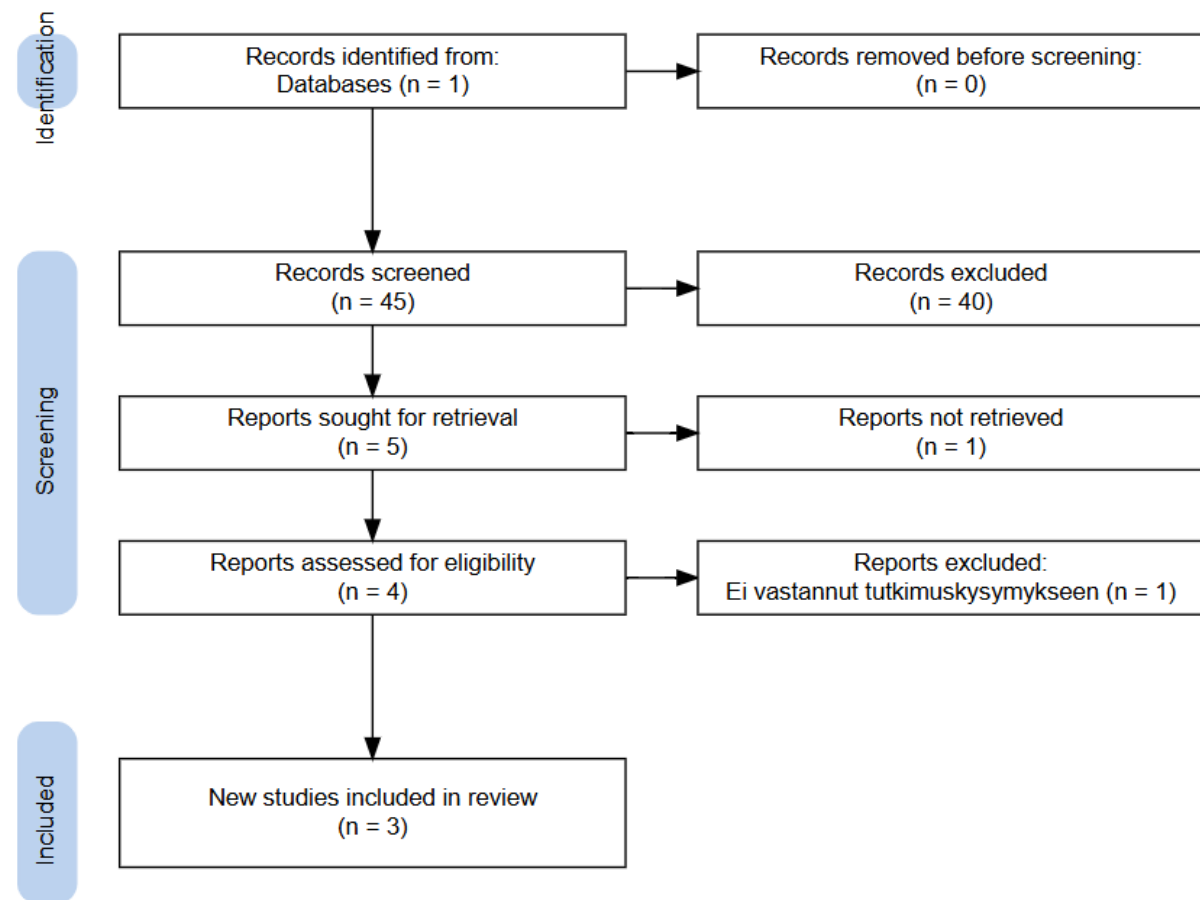 Identification
Records identified from:
Databases (n = 1)
Records removed before screening:
(n = 0)
Screening
Records screened
(n = 45)
Records excluded
(n = 40)
Reports sought for retrieval
(n = 5)
Reports not retrieved
(n = 1)
Reports assessed for eligibility
(n = 4)
Reports excluded:
Ei vastannut tutkimuskysymykseen (n = 1)
Included
New studies included in review
(n = 3)